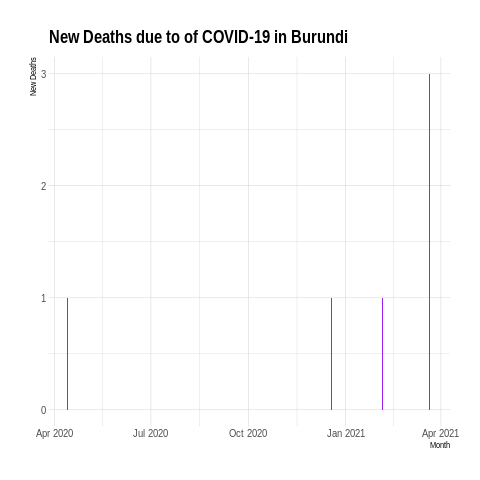 New Deaths due to of COVID-19 in Burundi
New Deaths
3
2
1
0
Apr 2020 Jul 2020 Oct 2020 Jan 2021 Apr 2021
Month